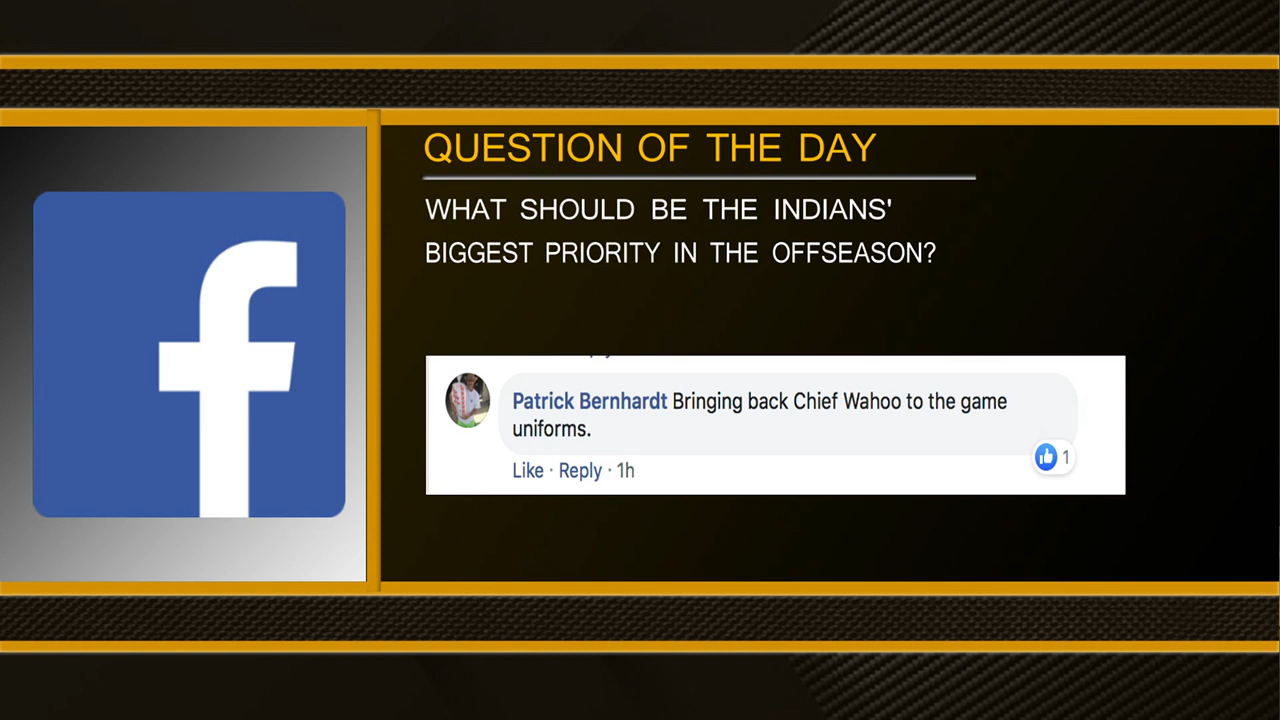 QUESTION OF THE DAY
WHAT SHOULD BE THE INDIANS'
BIGGEST PRIORITY IN THE OFFSEASON?
Patrick Bernhardt Bringing back Chief Wahoo to the game
uniforms.
Like · Reply · 1h
1